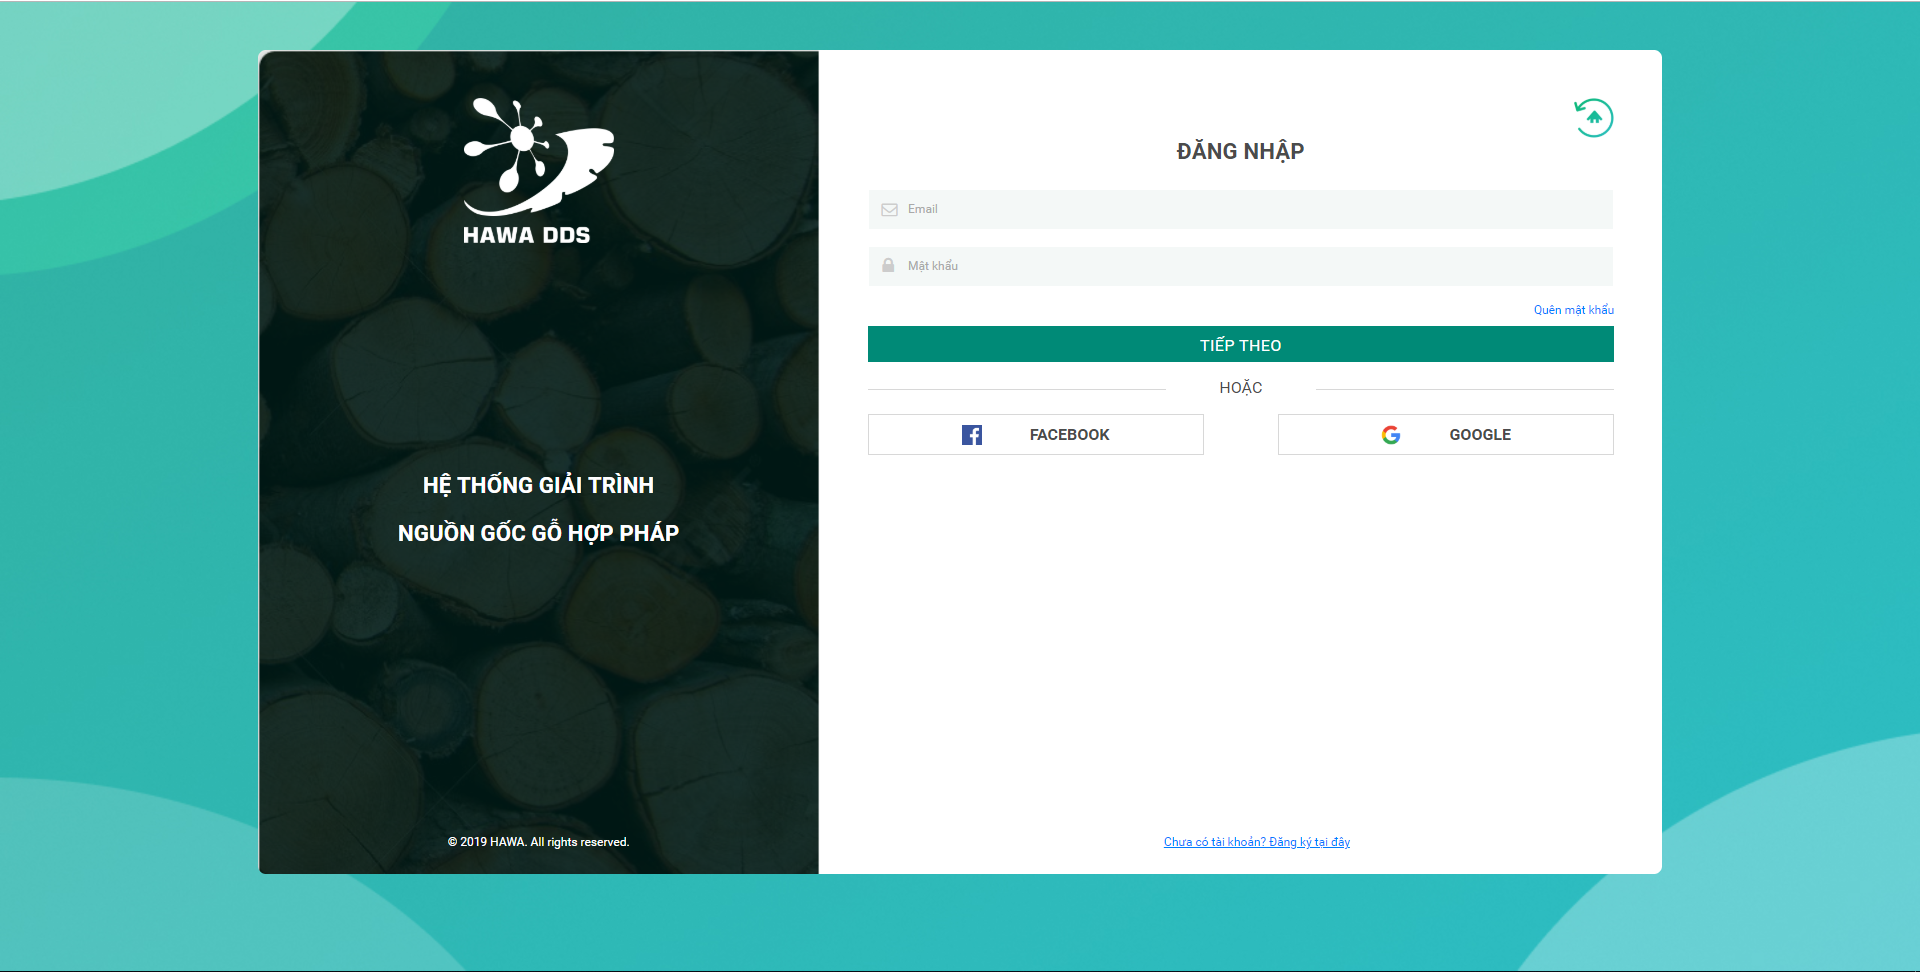 HAWA DDS
HỆ THỐNG GIẢI TRÌNH
NGUỒN GỐC GỖ HỢP PHÁP
© 2019 HAWA. All rights reserved.
ĐĂNG NHẬP
Email
Mật khẩu
Quên mật khẩu
TIẾP THEO
HOẶC
FACEBOOK
GOOGLE
Chưa có tài khoản? Đăng ký tại đây